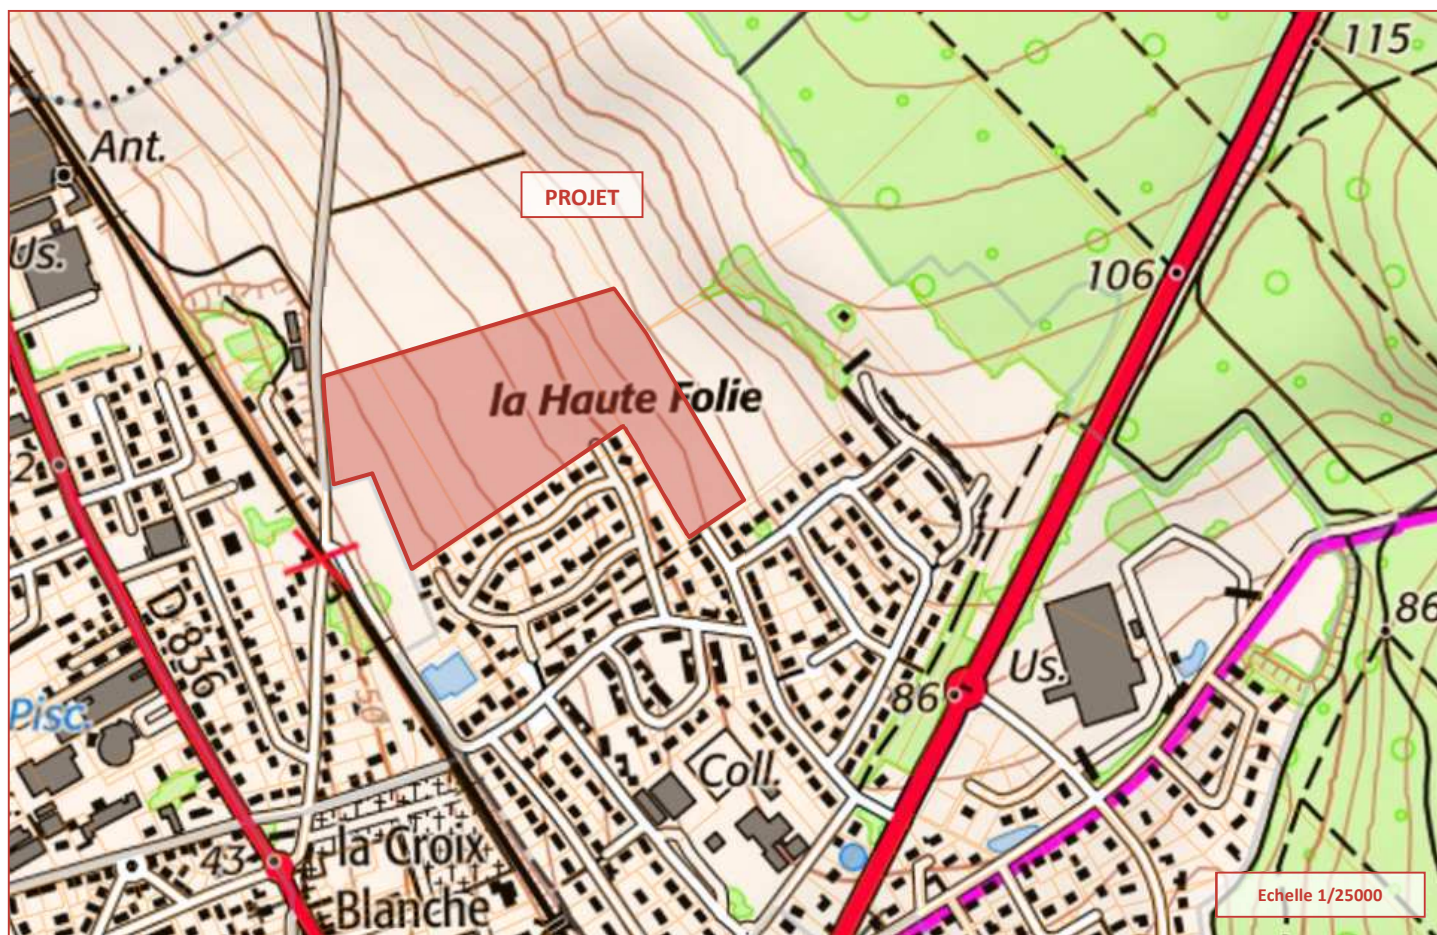 115
Ant.
PROJET
Us.
106
la Haute Folie
2
D 836
86
50
Us.
86
Pisc.
Coll.
43
la Croix
Blanche
Echelle 1/25000